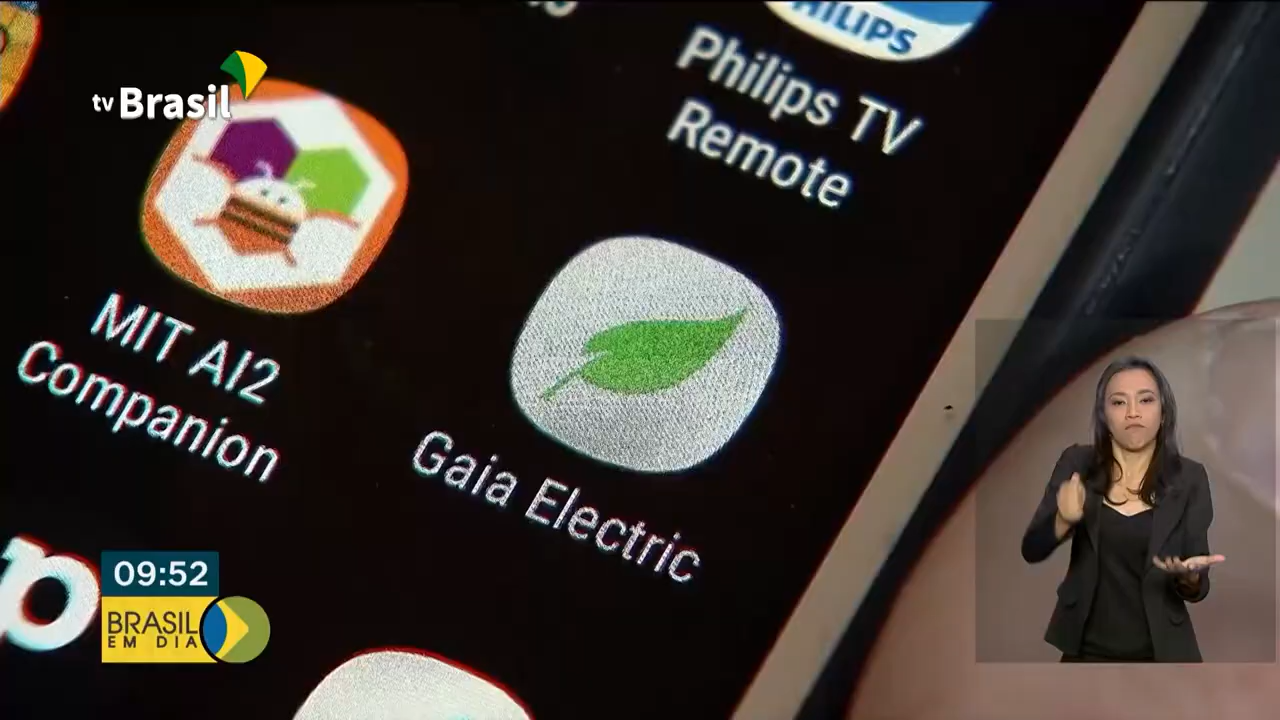 tv Brasil
PHILIPS
Philips TV
Remote
MIT AI2
Companion
Gaia Electric
p
09:52
BRASIL
EM DIA